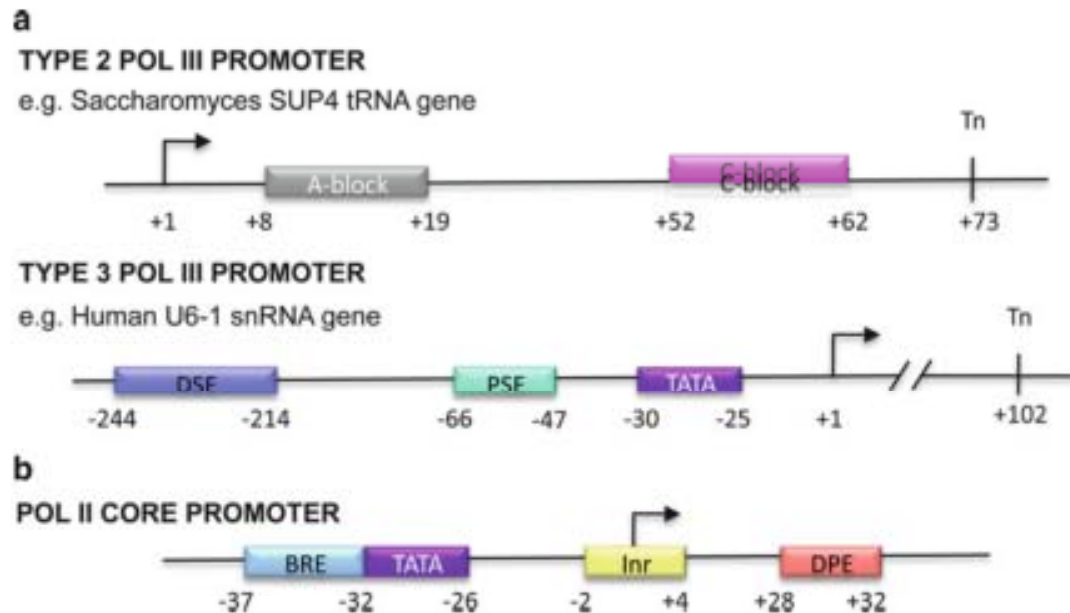 a
TYPE 2 POL III PROMOTER
e.g. Saccharomyces SUP4 tRNA gene
Tn
A-block
C-block
C-block
+1 +8 +19 +52 +62 +73
TYPE 3 POL III PROMOTER
e.g. Human U6-1 snRNA gene
Tn
DSE PSE TATA
-244 -214 -66 -47 -30 -25 +1 +102
b
POL II CORE PROMOTER
BRE TATA Inr DPE
-37 -32 -26 -2 +4 +28 +32